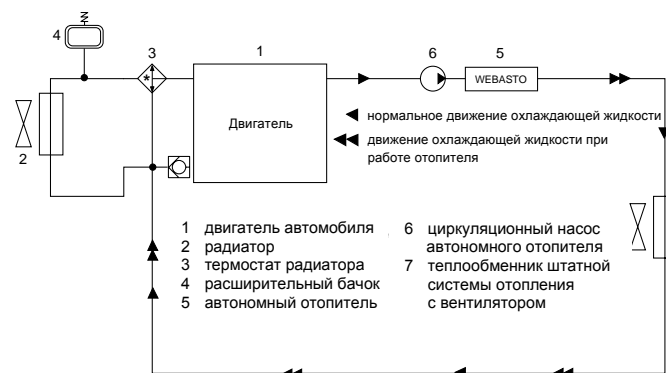 4
3
1
6
5
WEBASTO
нормальное движение охлаждающей жидкости
Двигатель
движение охлаждающей жидкости при
работе отопителя
2
1 двигатель автомобиля
2 радиатор
3 термостат радиатора
4 расширительный бачок
5 автономный отопитель
6 циркуляционный насос
автономного отопителя
7 теплообменник штатной
системы отопления
с вентилятором